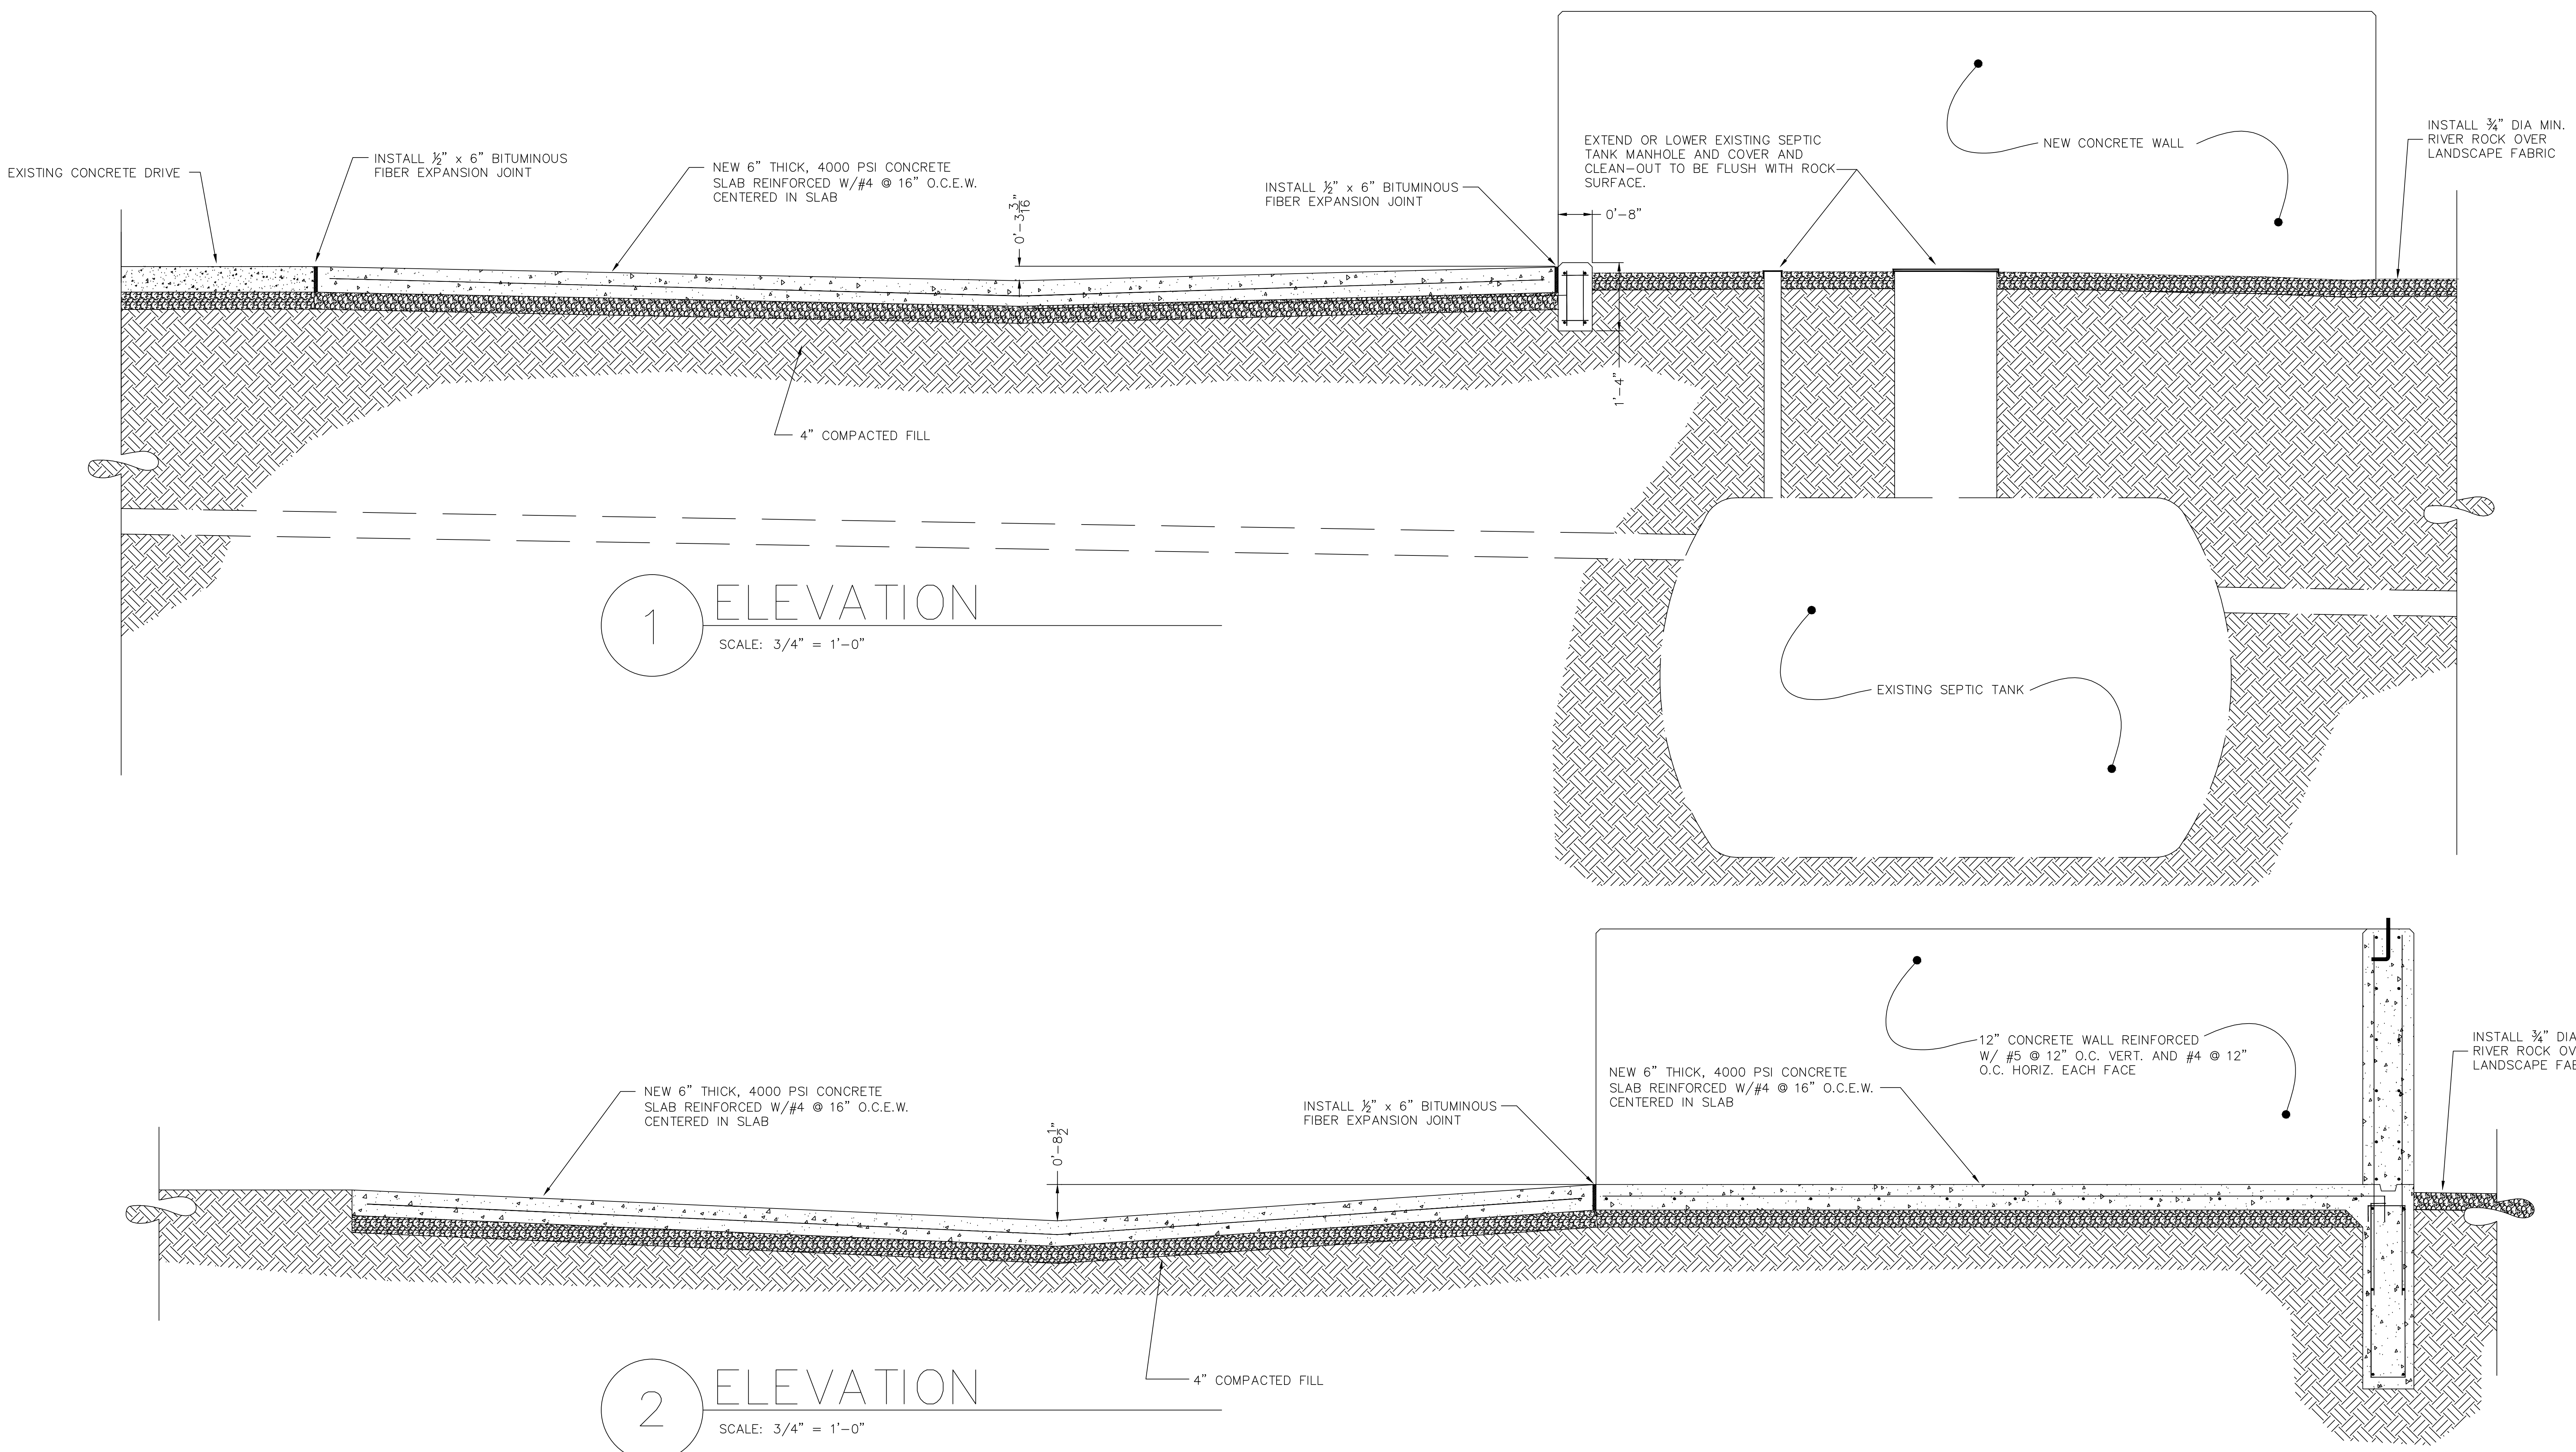 EXISTING CONCRETE DRIVE
INSTALL ½" x 6" BITUMINOUS
FIBER EXPANSION JOINT
NEW 6" THICK, 4000 PSI CONCRETE
SLAB REINFORCED W/#4 @ 16" O.C.E.W.
CENTERED IN SLAB
0'-3 3/16"
INSTALL ½" x 6" BITUMINOUS
FIBER EXPANSION JOINT
EXTEND OR LOWER EXISTING SEPTIC
TANK MANHOLE AND COVER AND
CLEAN-OUT TO BE FLUSH WITH ROCK
SURFACE.
0'-8"
1'-4"
NEW CONCRETE WALL
INSTALL ¾" DIA MIN.
RIVER ROCK OVER
LANDSCAPE FABRIC
4" COMPACTED FILL
EXISTING SEPTIC TANK
1
ELEVATION
SCALE: 3/4" = 1'-0"
NEW 6" THICK, 4000 PSI CONCRETE
SLAB REINFORCED W/#4 @ 16" O.C.E.W.
CENTERED IN SLAB
0'-8 1/2"
INSTALL ½" x 6" BITUMINOUS
FIBER EXPANSION JOINT
NEW 6" THICK, 4000 PSI CONCRETE
SLAB REINFORCED W/#4 @ 16" O.C.E.W.
CENTERED IN SLAB
12" CONCRETE WALL REINFORCED
W/ #5 @ 12" O.C. VERT. AND #4 @ 12"
O.C. HORIZ. EACH FACE
INSTALL ¾" DIA
RIVER ROCK OV
LANDSCAPE FAB
4" COMPACTED FILL
2
ELEVATION
SCALE: 3/4" = 1'-0"